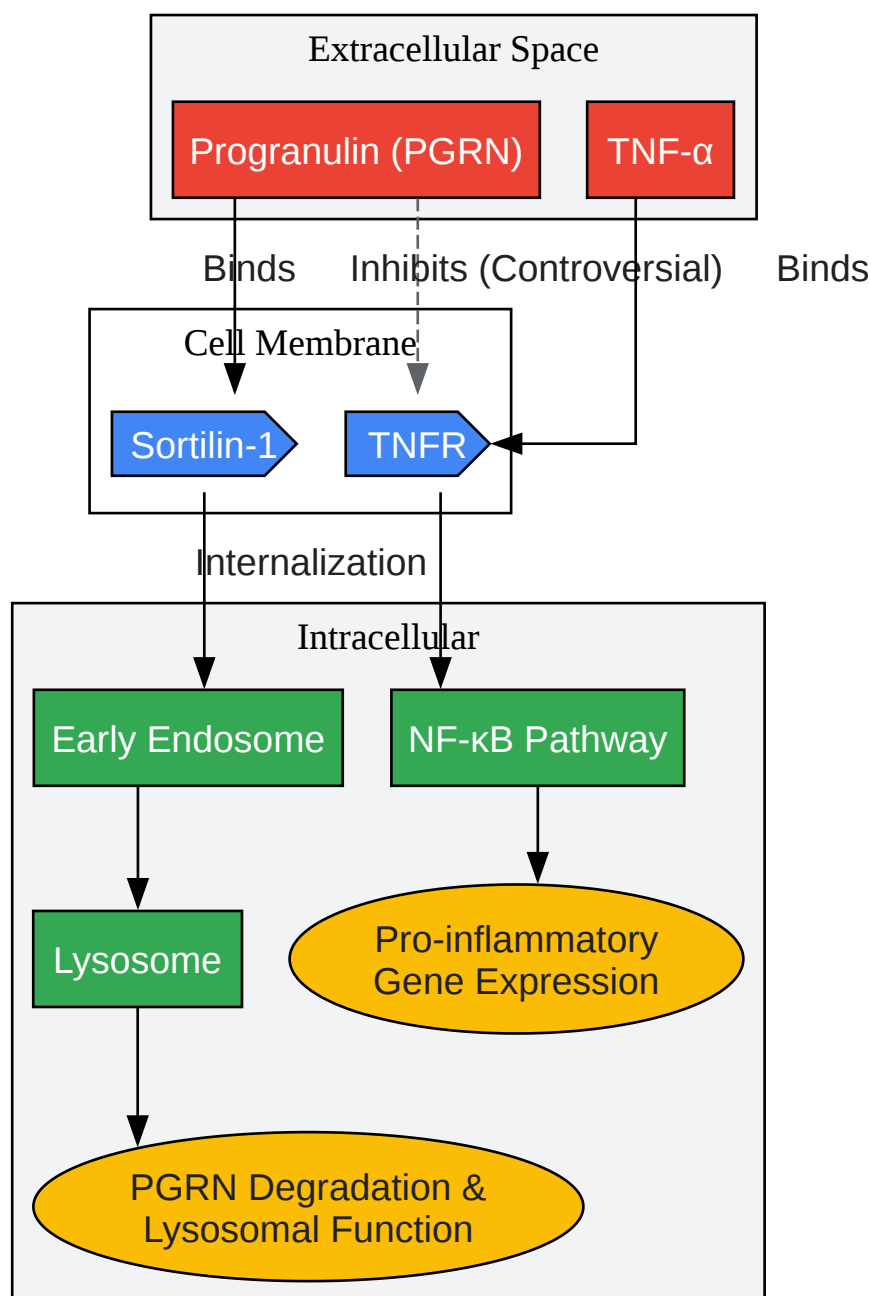 Extracellular Space
Progranulin (PGRN)
TNF-α
Binds
Inhibits (Controversial)
Binds
Cell Membrane
Sortilin-1
TNFR
Internalization
Intracellular
Early Endosome
NF-κB Pathway
Lysosome
Pro-inflammatory
Gene Expression
PGRN Degradation &
Lysosomal Function